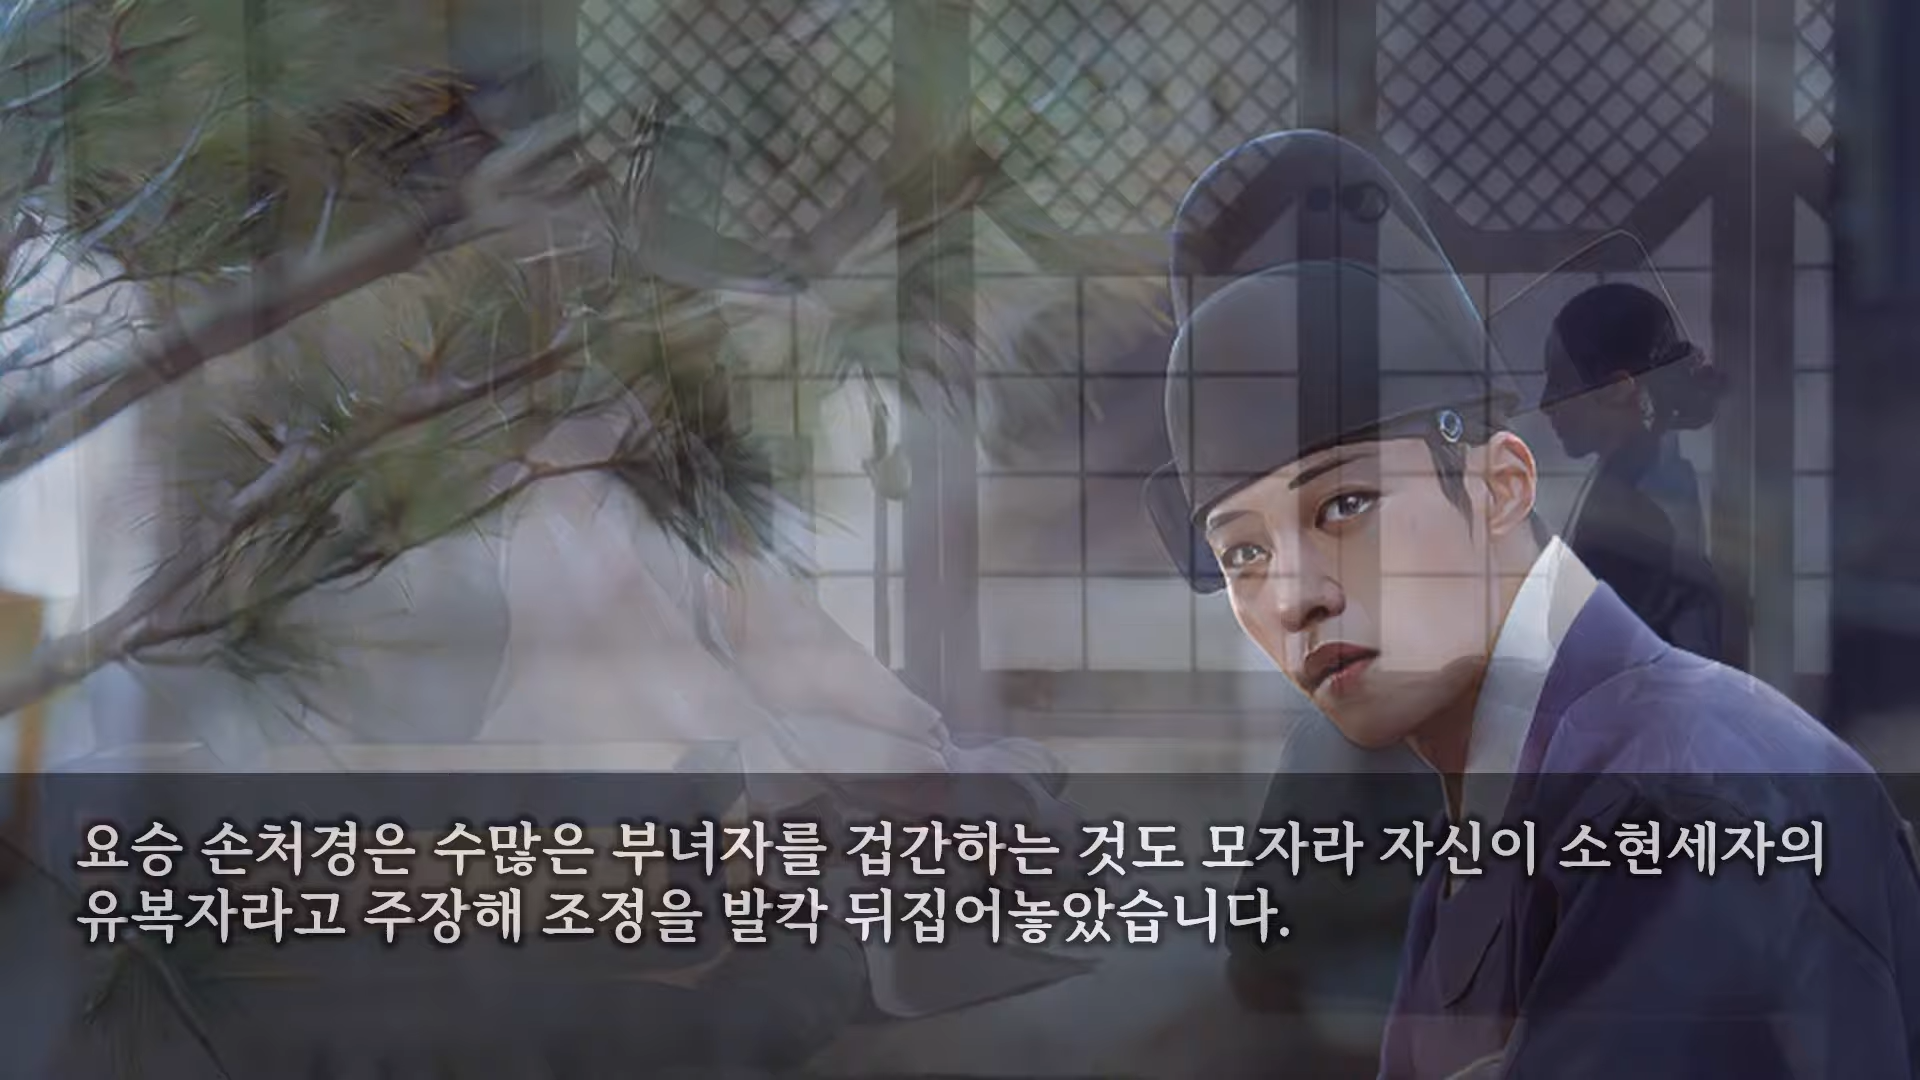 요승 손처경은 수많은 부녀자를 겁간하는 것도 모자라 자신이 소현세자의
유복자라고 주장해 조정을 발칵 뒤집어놓았습니다.